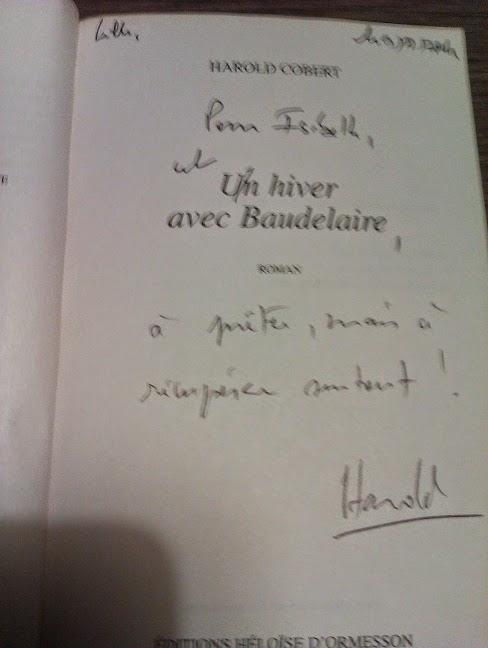 HAROLD COBERT
Pour Isabelle,
Un hiver
avec Baudelaire,
ROMAN
à prêter, mais à
récupérer surtout !
Harold
ÉDITIONS HÉLOÏSE D'ORMESSON